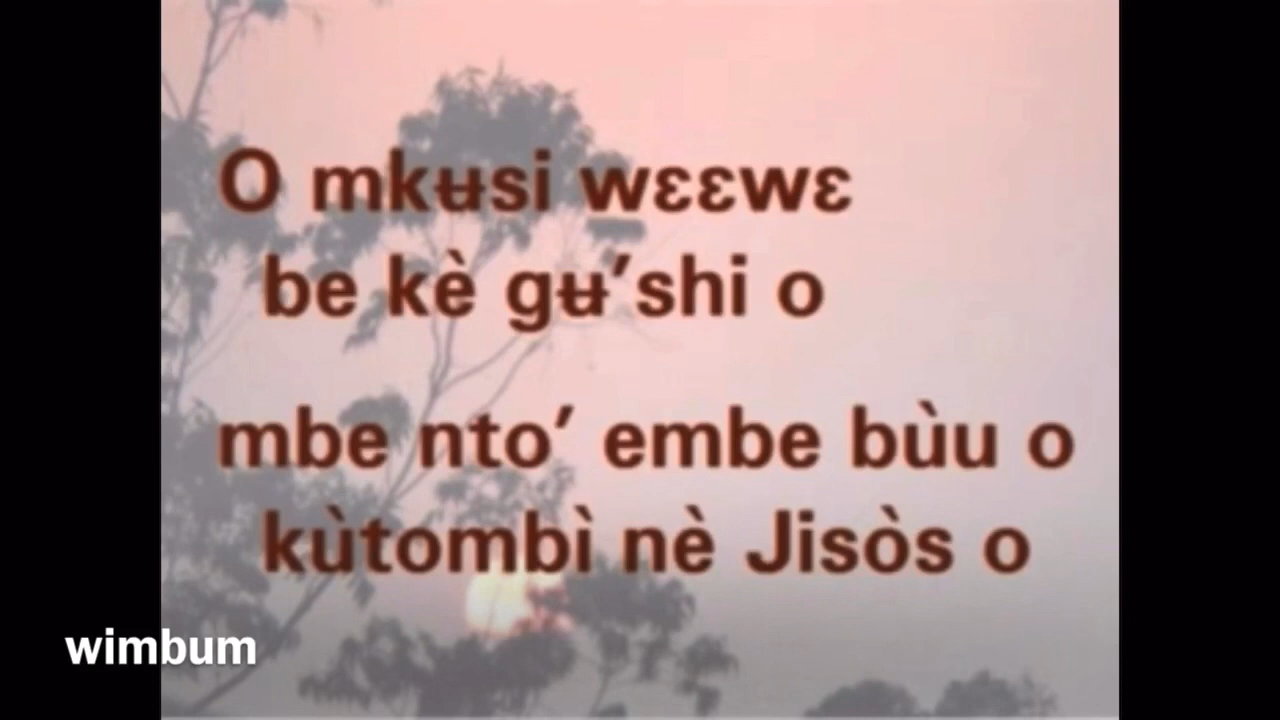 O mkʉsi wɛɛwɛ
be kè gʉ’shi o
mbe nto’ embe bùu o
kùtombì nè Jisòs o
wimbum